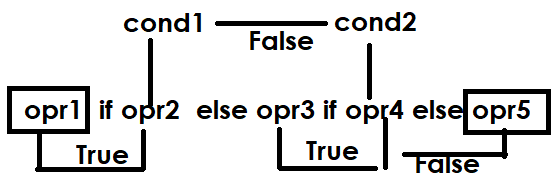 cond1 False cond2
opr1 if opr2 else opr3 if opr4 else opr5
True True False